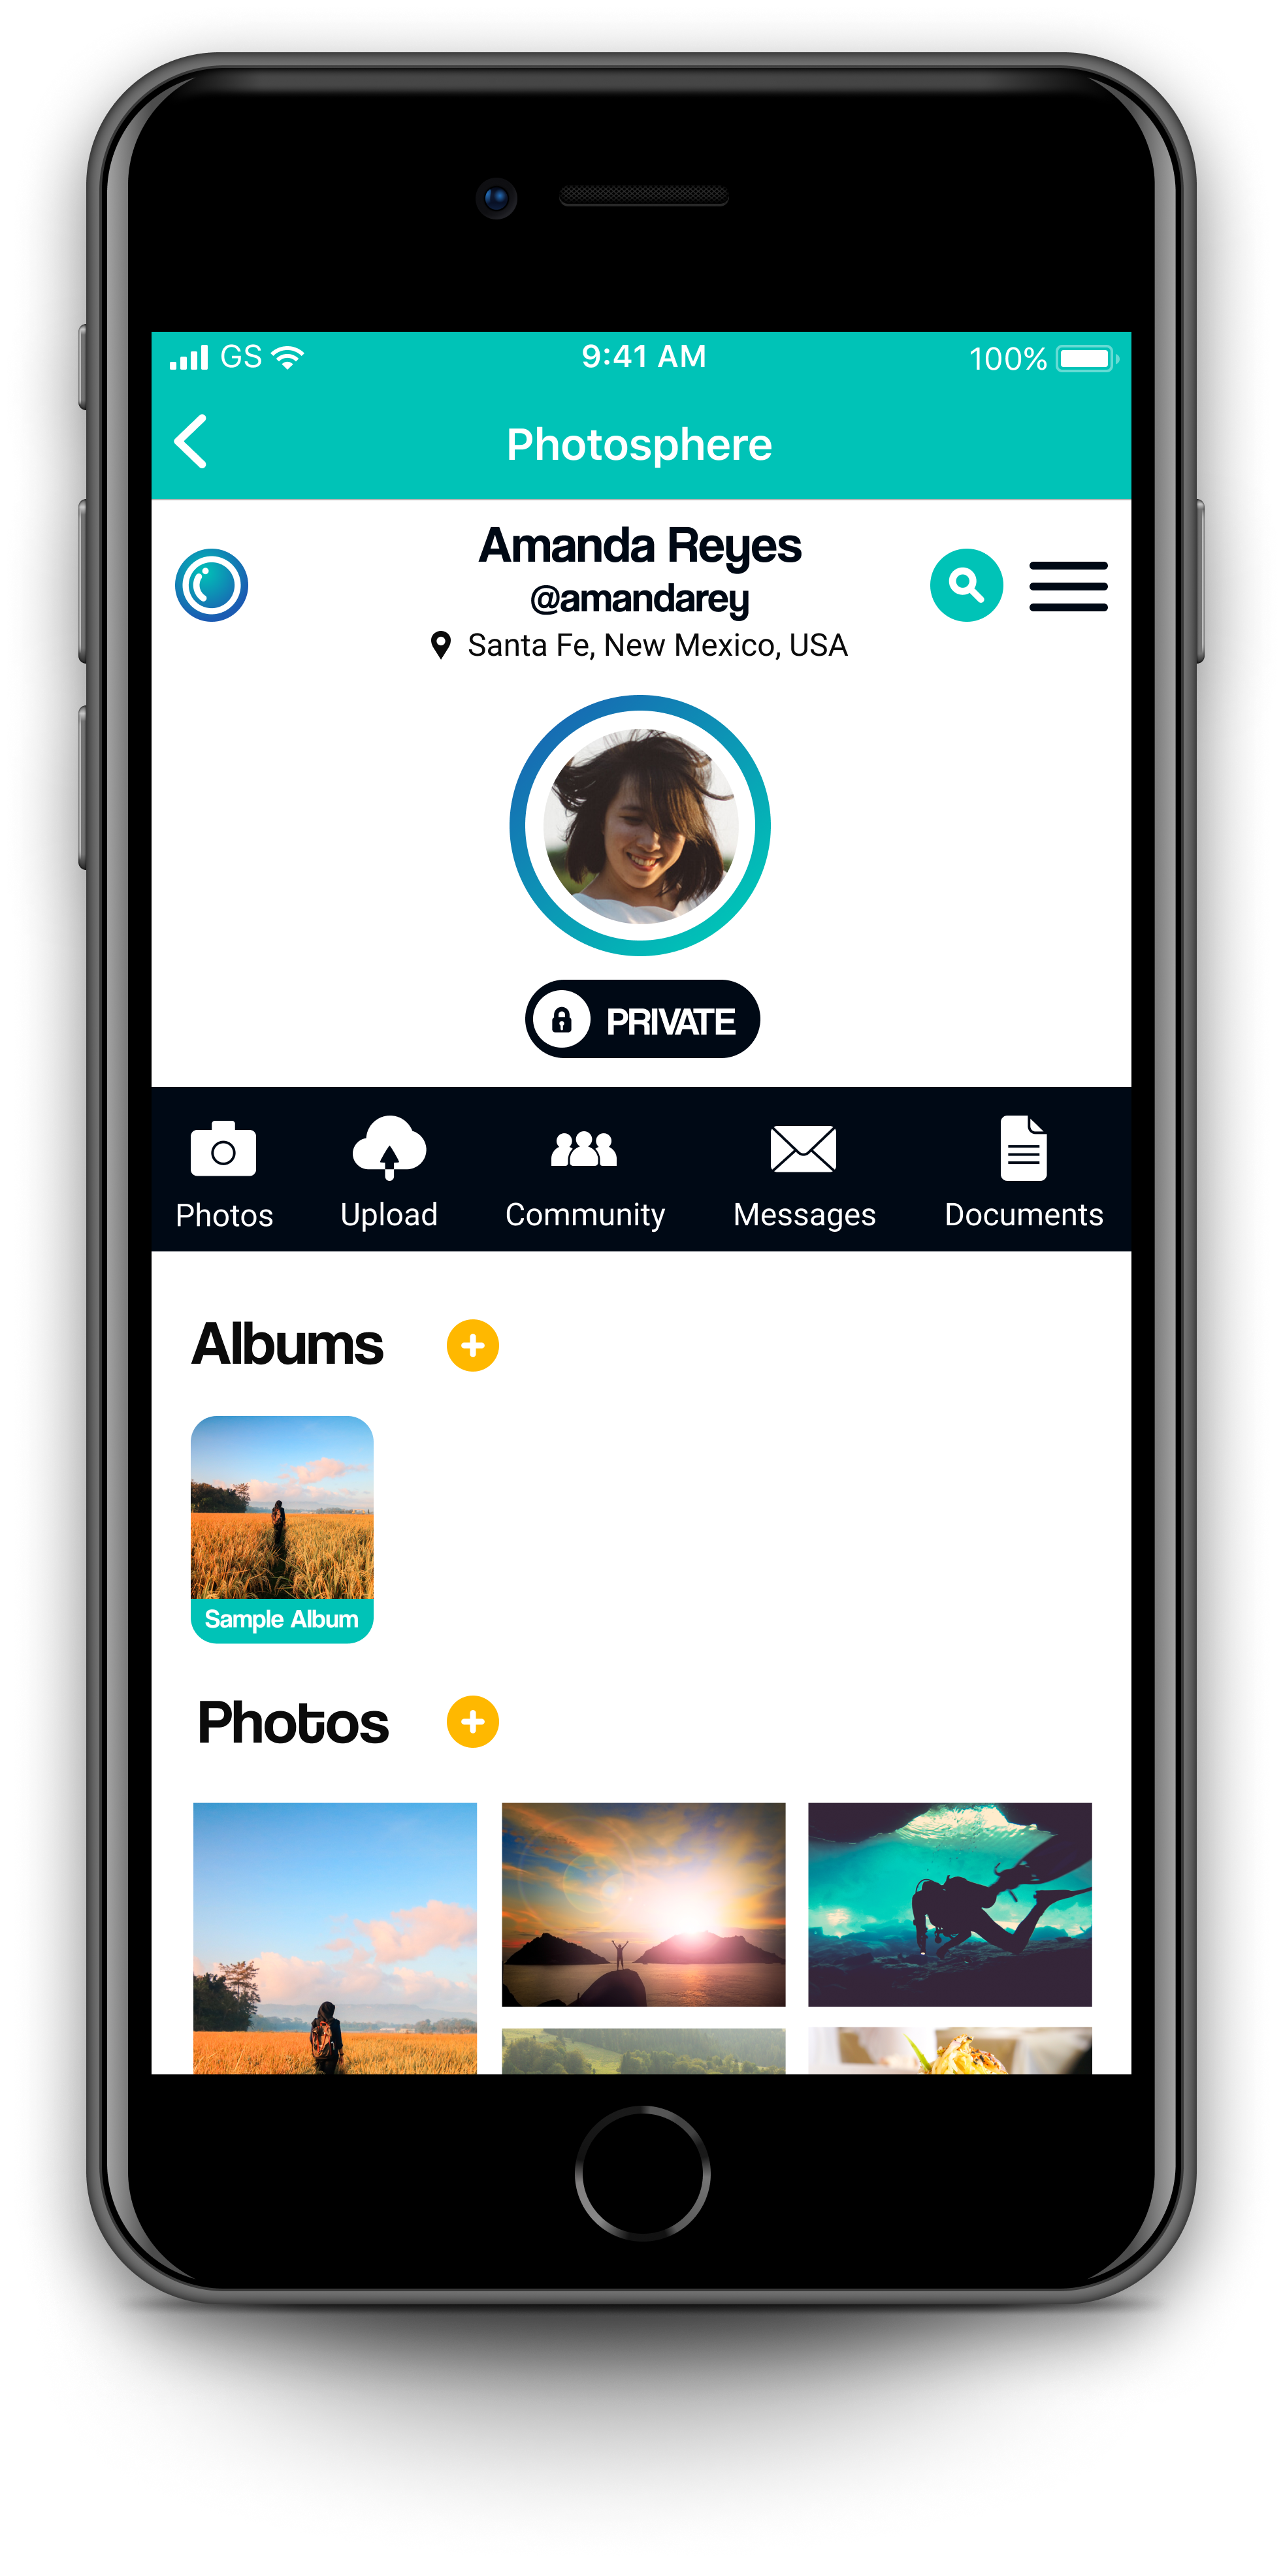 GS 9:41 AM 100%
Photosphere
Amanda Reyes
@amandarey
Santa Fe, New Mexico, USA
PRIVATE
Photos Upload Community Messages Documents
Albums
Sample Album
Photos